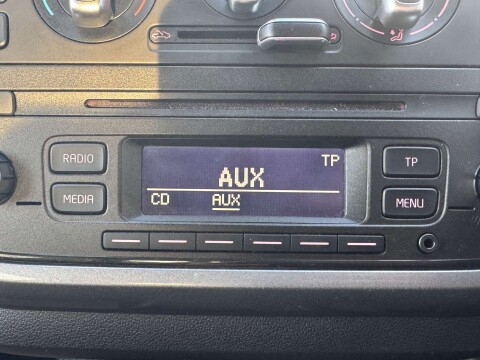 RADIO
MEDIA
TP
AUX
CD AUX
TP
MENU